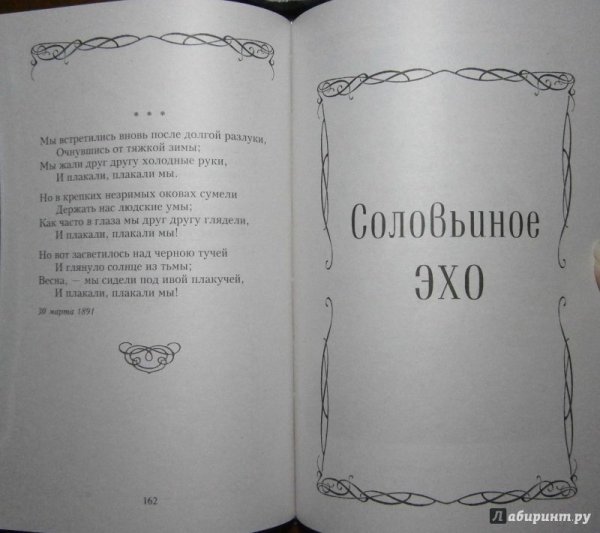 * * *
Мы встретились вновь после долгой разлуки,
Очнувшись от тяжкой зимы;
Мы жали друг другу холодные руки,
И плакали, плакали мы.
Но в крепких незримых оковах сумели
Держать нас людские умы;
Как часто в глаза мы друг другу глядели,
И плакали, плакали мы!
Но вот засветилось над черною тучей
И глянуло солнце из тьмы;
Весна, — мы сидели под ивой плакучей,
И плакали, плакали мы!
30 марта 1891
162
Соловьиное
ЭХО
Лабиринт.ру